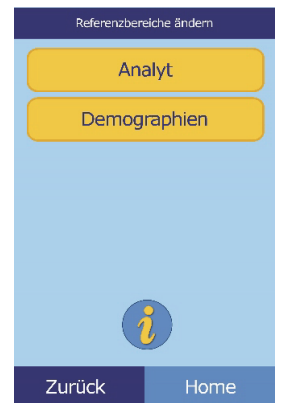 Referenzbereiche ändern
Analyt
Demographien
i
Zurück Home